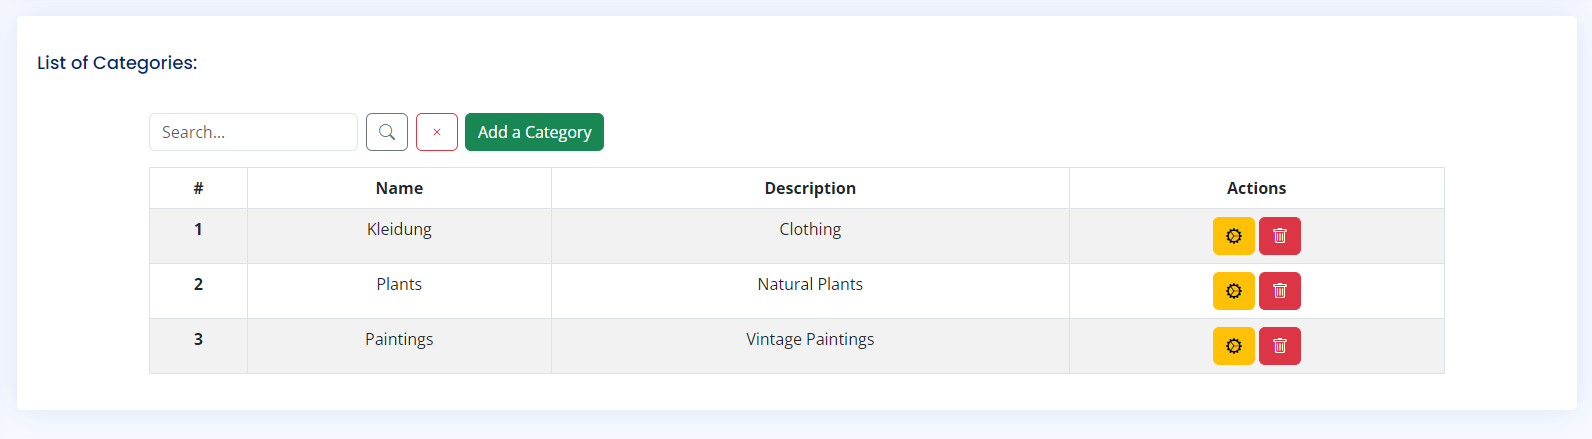 List of Categories:
Search... Add a Category
# Name Description Actions
1 Kleidung Clothing
2 Plants Natural Plants
3 Paintings Vintage Paintings